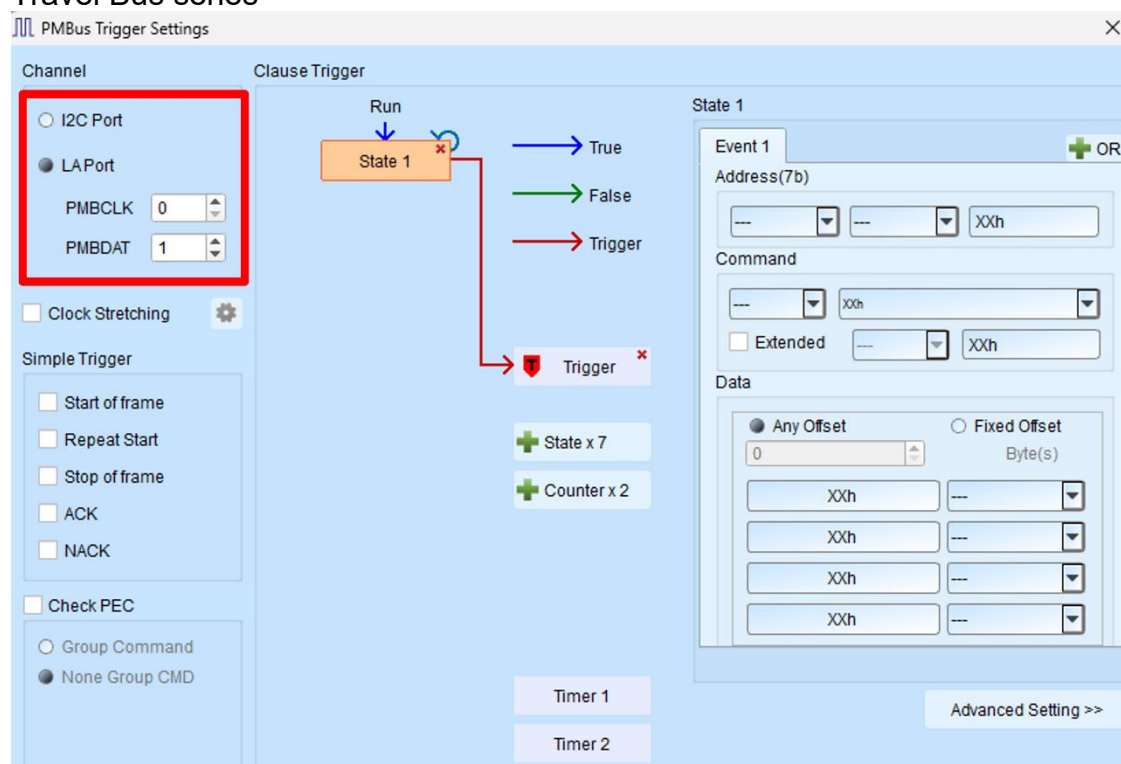 Travel Bus series
PMBus Trigger Settings
Channel
I2C Port
LA Port
PMBCLK 0
PMBDAT 1
Clock Stretching
Simple Trigger
Start of frame
Repeat Start
Stop of frame
ACK
NACK
Check PEC
Group Command
None Group CMD
Clause Trigger
Run
State 1
True
False
Trigger
T Trigger
State x 7
Counter x 2
Timer 1
Timer 2
State 1
Event 1
OR
Address(7b)
--- --- XXh
Command
--- XXh
Extended --- XXh
Data
Any Offset Fixed Offset
0 Byte(s)
XXh ---
XXh ---
XXh ---
XXh ---
Advanced Setting >>